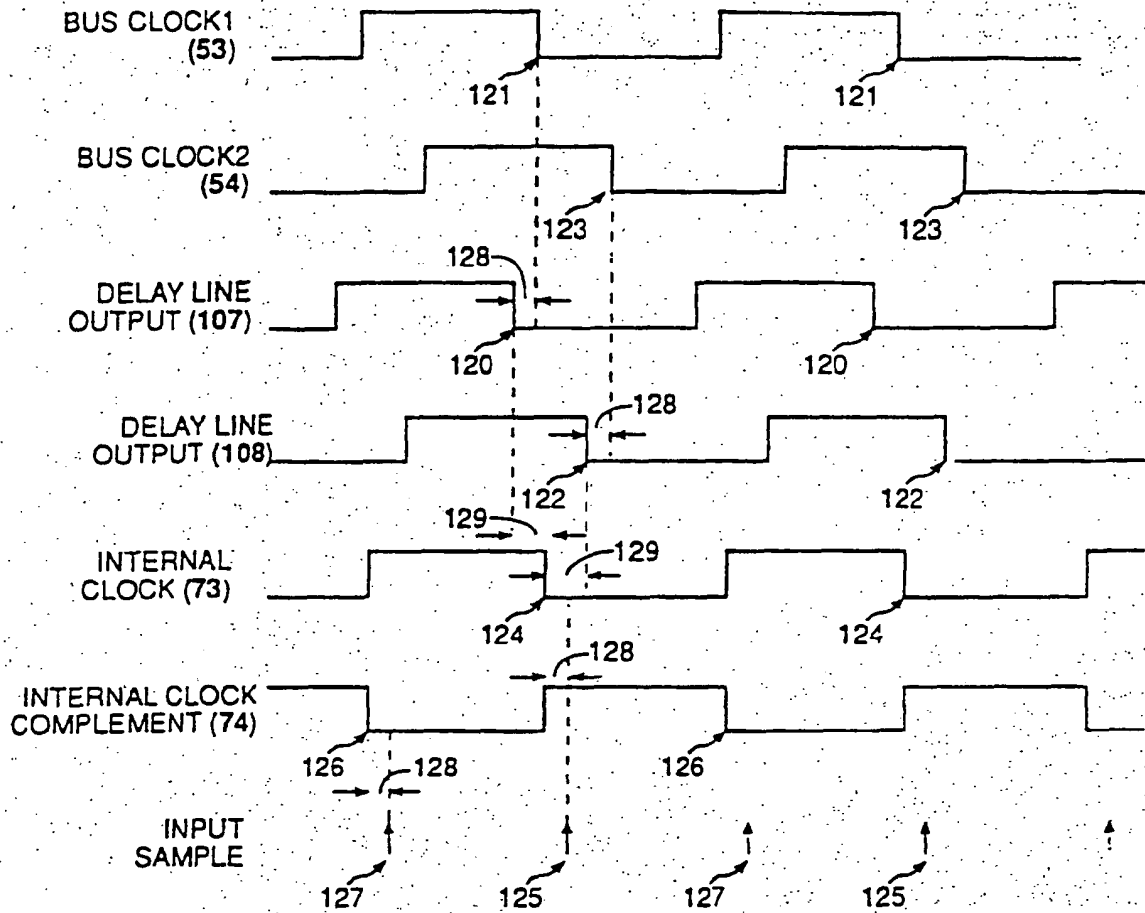 BUS CLOCK1
(53)
121
121
BUS CLOCK2
(54)
123
123
128
DELAY LINE
OUTPUT (107)
120
120
128
DELAY LINE
OUTPUT (108)
122
122
129
129
INTERNAL
CLOCK (73)
124
124
128
INTERNAL CLOCK
COMPLEMENT (74)
126
128
126
INPUT
SAMPLE
127
125
127
125